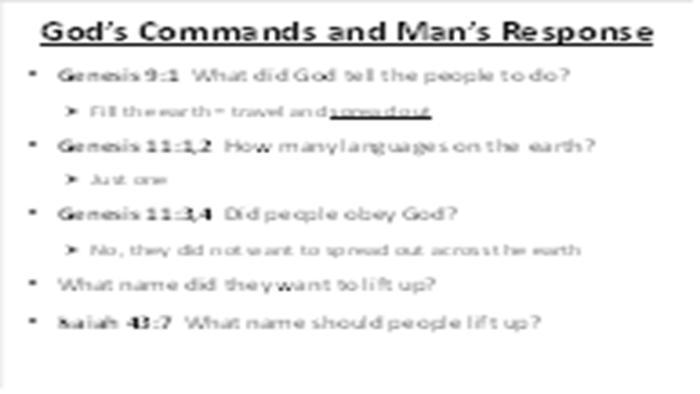 God's Commands and Man's Response
• Genesis 9:1 What did God tell the people to do?
➤ Fill the earth – travel and spread out
• Genesis 11:1,2 How many languages on the earth?
➤ Just one
• Genesis 11:3,4 Did people obey God?
➤ No, they did not want to spread out across the earth
• What name did they want to lift up?
• Isaiah 43:7 What name should people lift up?